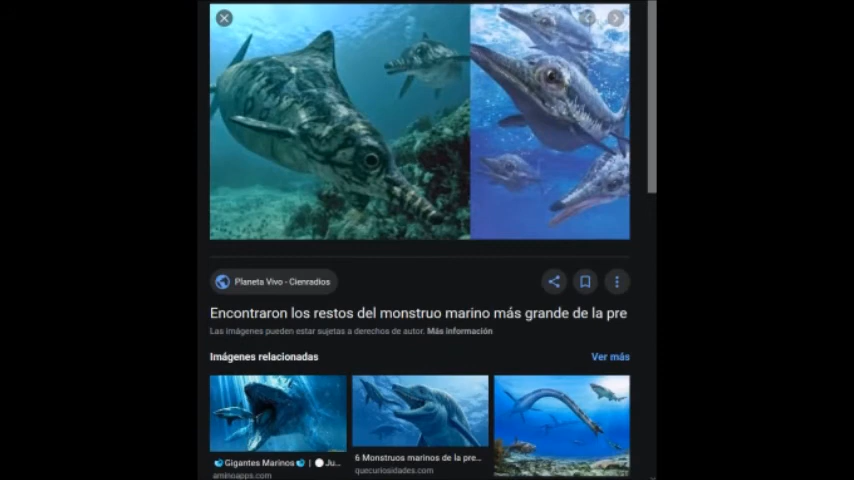 Planeta Vivo - Cienradios
Encontraron los restos del monstruo marino más grande de la pre
Las imágenes pueden estar sujetas a derechos de autor. Más información
Imágenes relacionadas
Ver más
Gigantes Marinos | Ju...
aminoapps.com
6 Monstruos marinos de la pre...
quecuriosidades.com